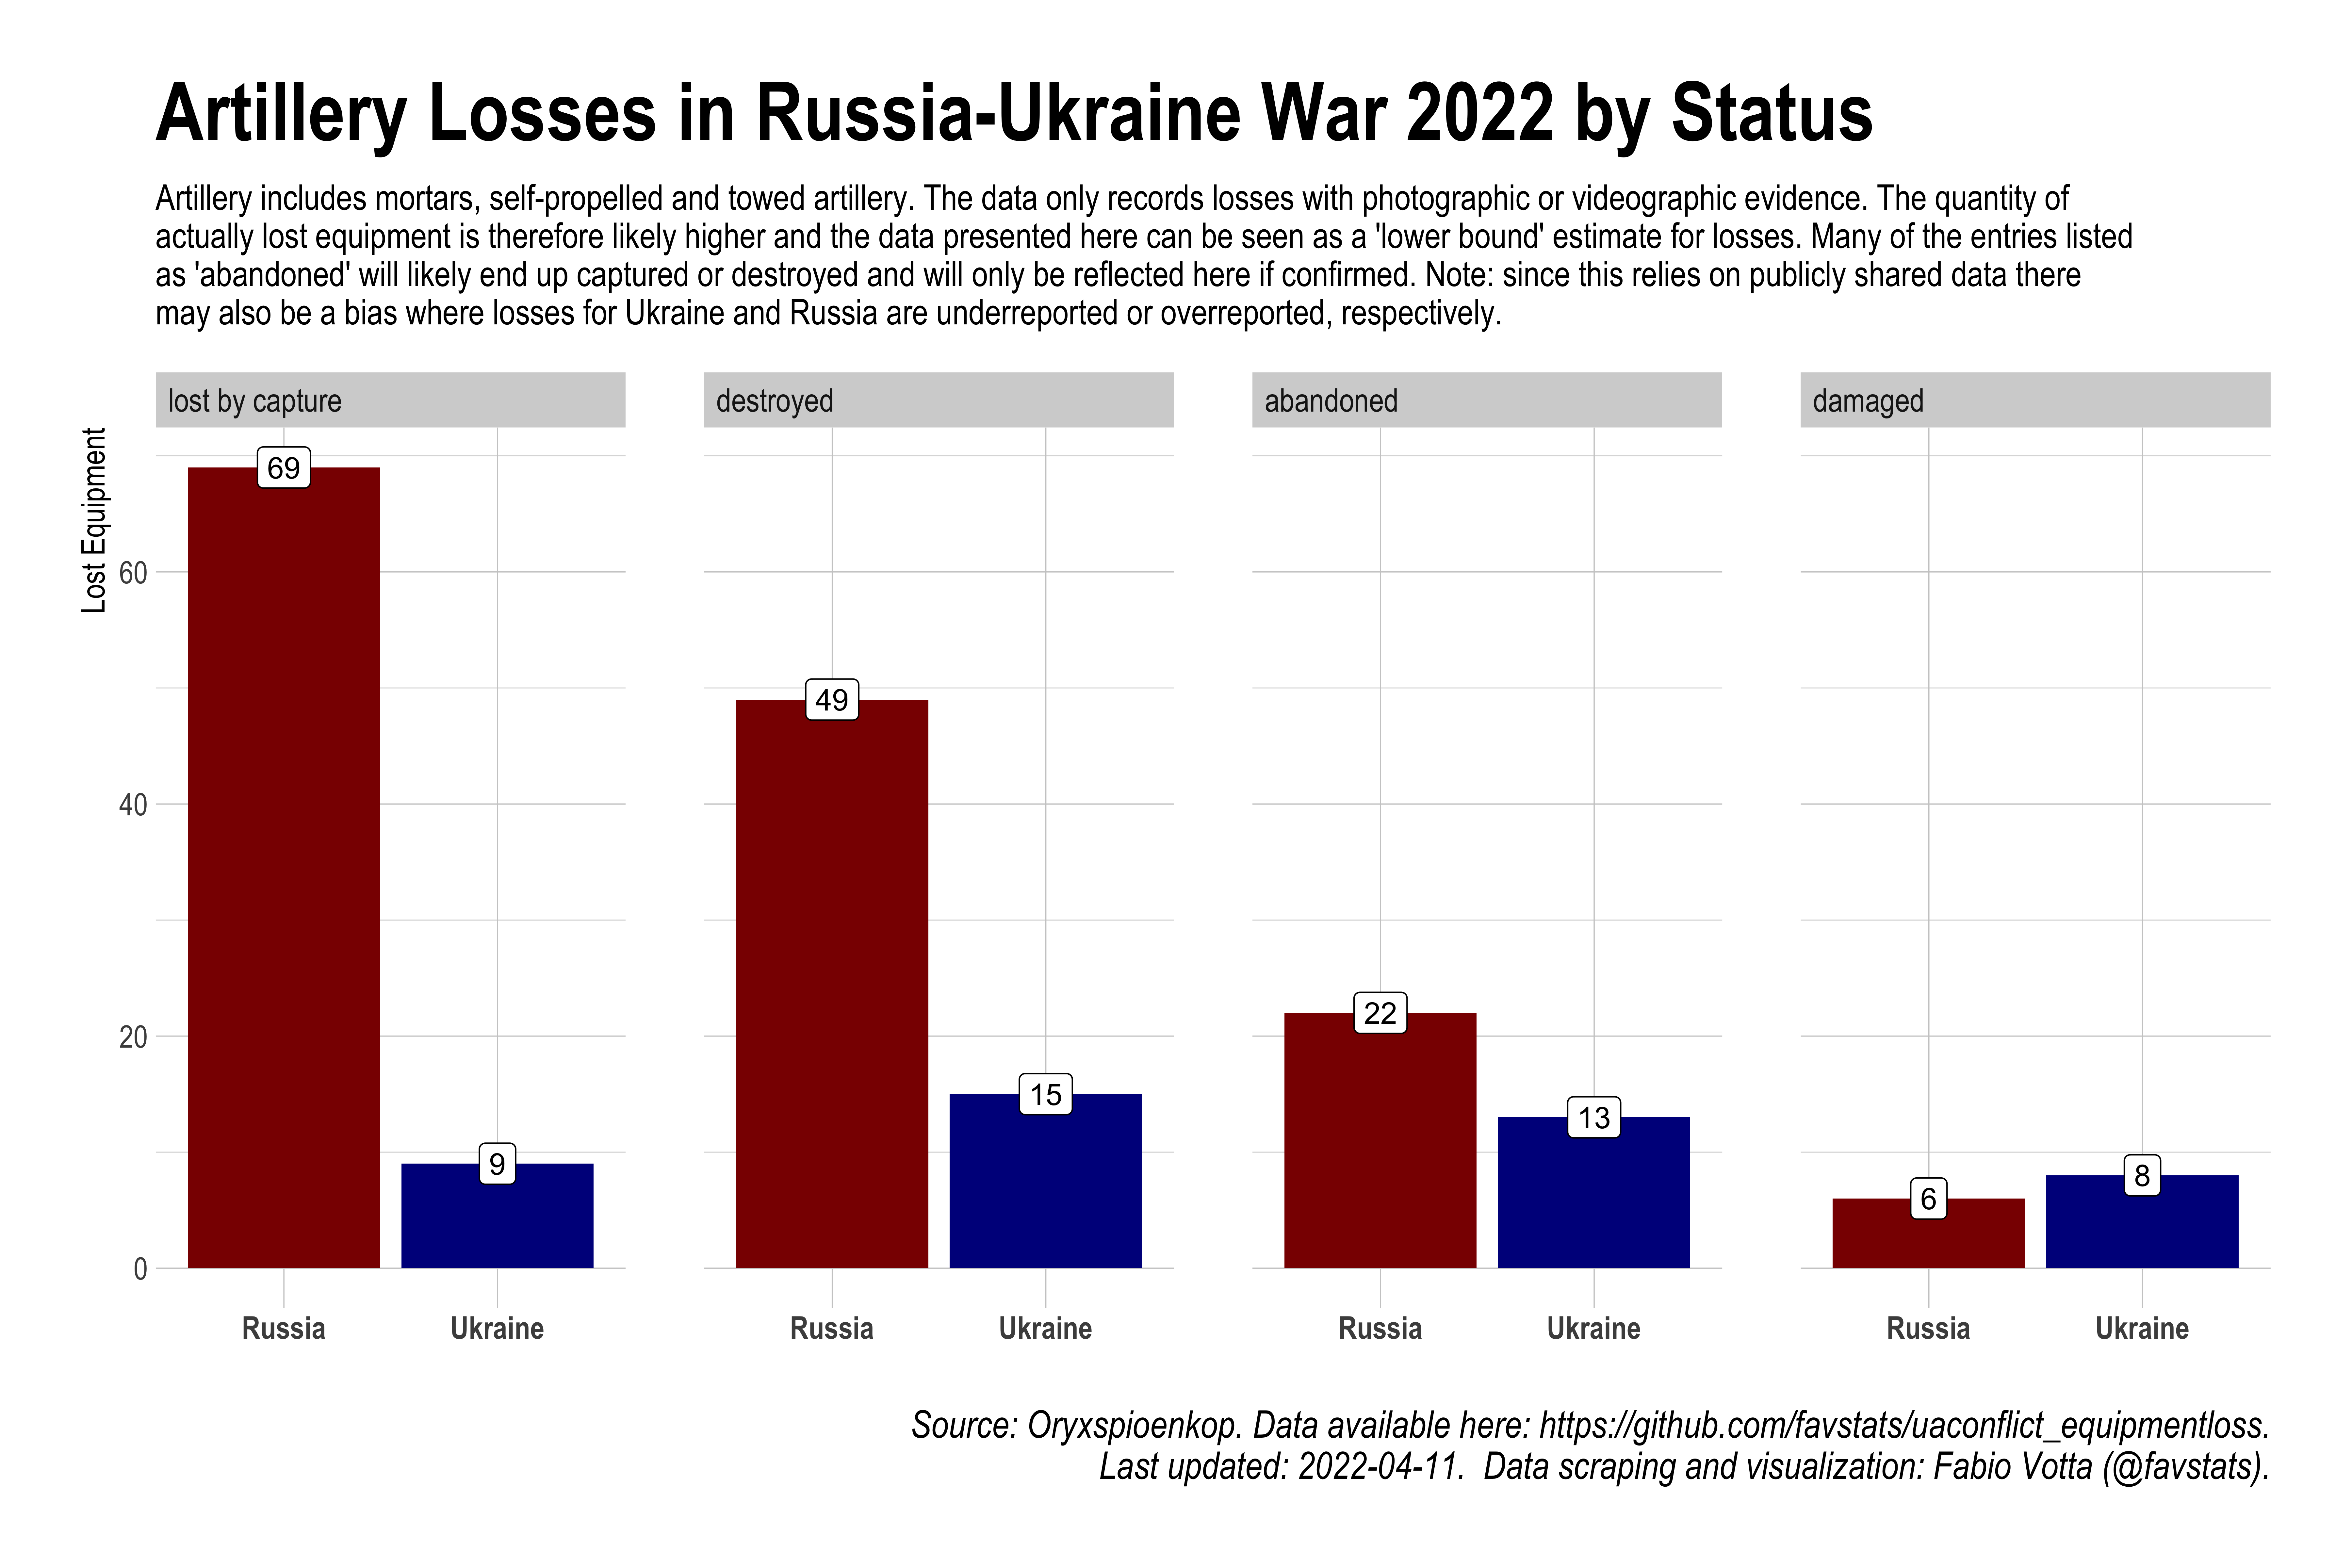 Artillery Losses in Russia-Ukraine War 2022 by Status
Artillery includes mortars, self-propelled and towed artillery. The data only records losses with photographic or videographic evidence. The quantity of
actually lost equipment is therefore likely higher and the data presented here can be seen as a 'lower bound' estimate for losses. Many of the entries listed
as 'abandoned' will likely end up captured or destroyed and will only be reflected here if confirmed. Note: since this relies on publicly shared data there
may also be a bias where losses for Ukraine and Russia are underreported or overreported, respectively.
lost by capture
destroyed
abandoned
damaged
Lost Equipment
60
40
20
0
69
9
49
15
22
13
6
8
Russia
Ukraine
Russia
Ukraine
Russia
Ukraine
Russia
Ukraine
Source: Oryxspioenkop. Data available here: https://github.com/favstats/uaconflict_equipmentloss.
Last updated: 2022-04-11.  Data scraping and visualization: Fabio Votta (@favstats).